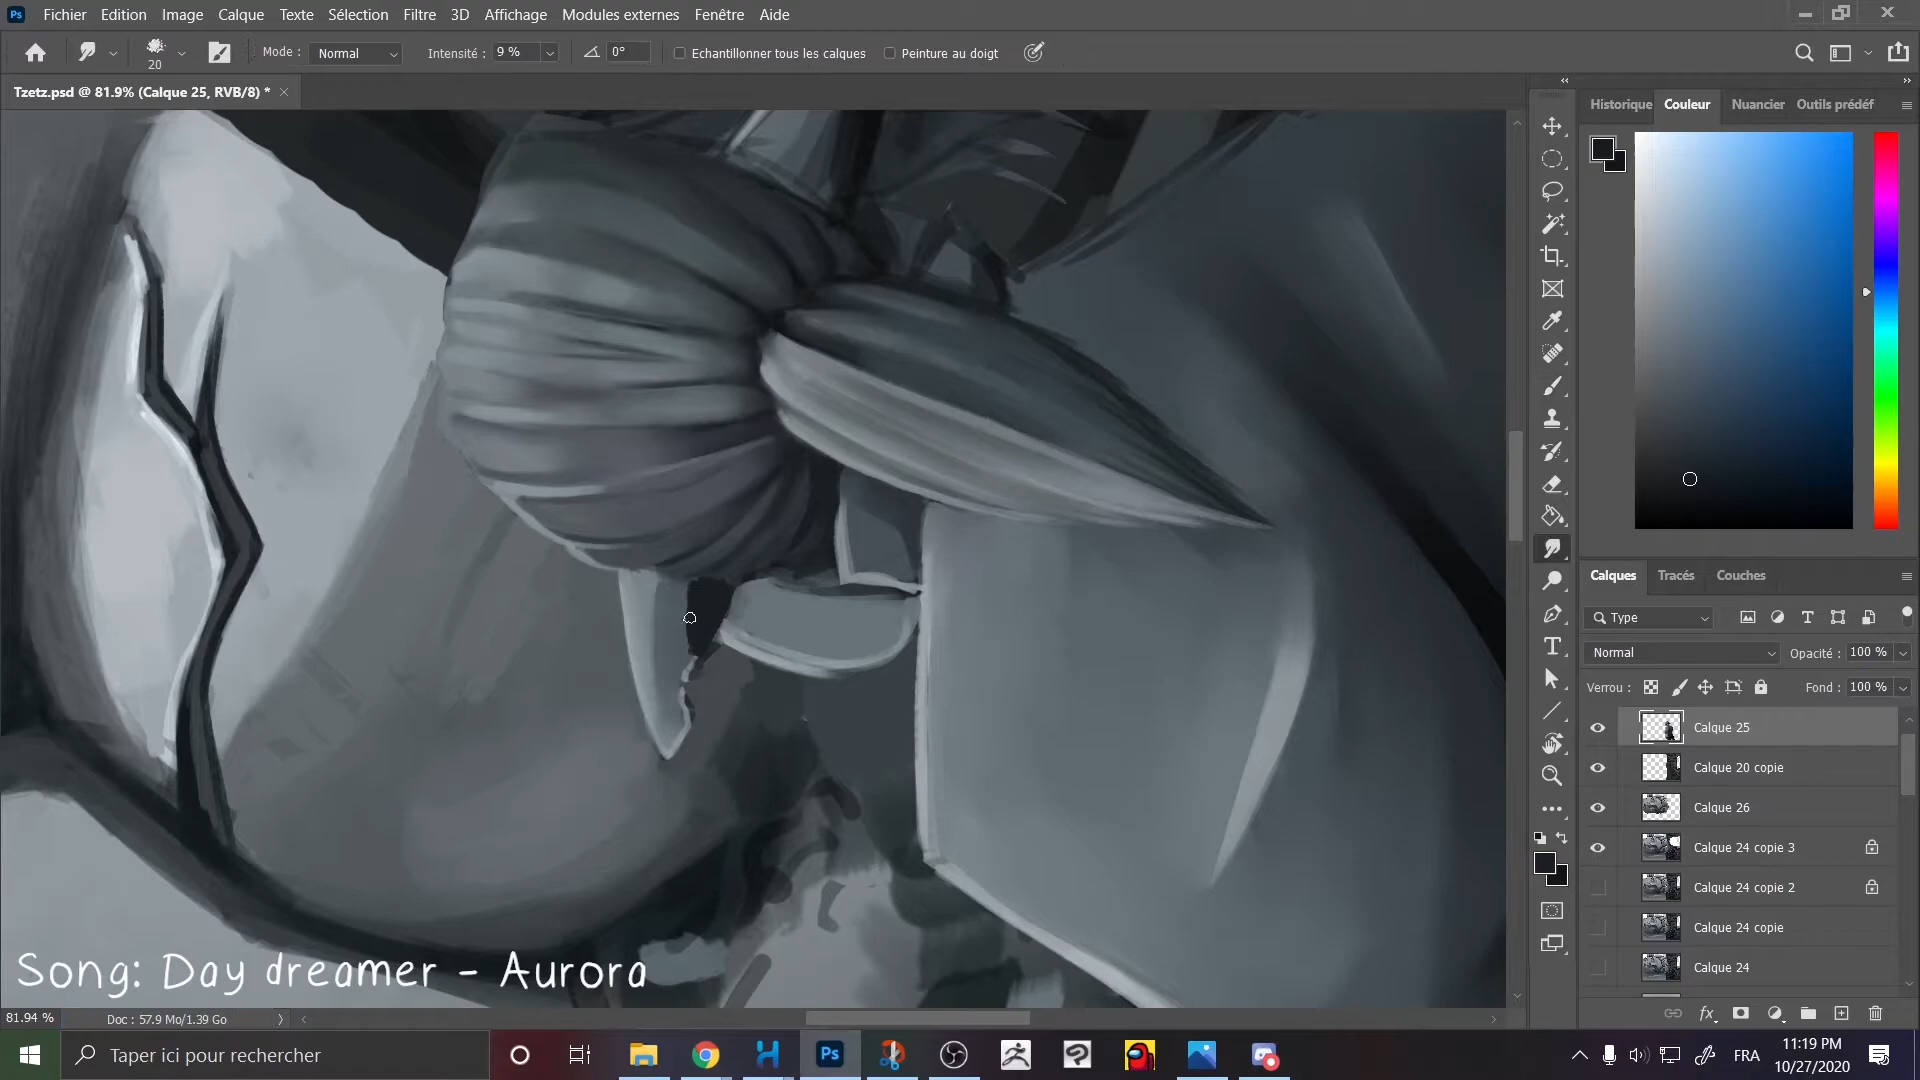 Fichier Edition Image Calque Texte Sélection Filtre 3D Affichage Modules externes Fenêtre Aide
20 Mode : Normal Intensité : 9 % 0° Echantillonner tous les calques Peinture au doigt
Tzetz.psd @ 81.9% (Calque 25, RVB/8) *
Historique Couleur Nuancier Outils prédéf
Calques Tracés Couches
Type
Normal Opacité : 100 %
Verrou : Fond : 100 %
Calque 25
Calque 20 copie
Calque 26
Calque 24 copie 3
Calque 24 copie 2
Calque 24 copie
Calque 24
Song: Day dreamer - Aurora
81.94 % Doc : 57.9 Mo/1.39 Go
Taper ici pour rechercher
FRA
11:19 PM
10/27/2020